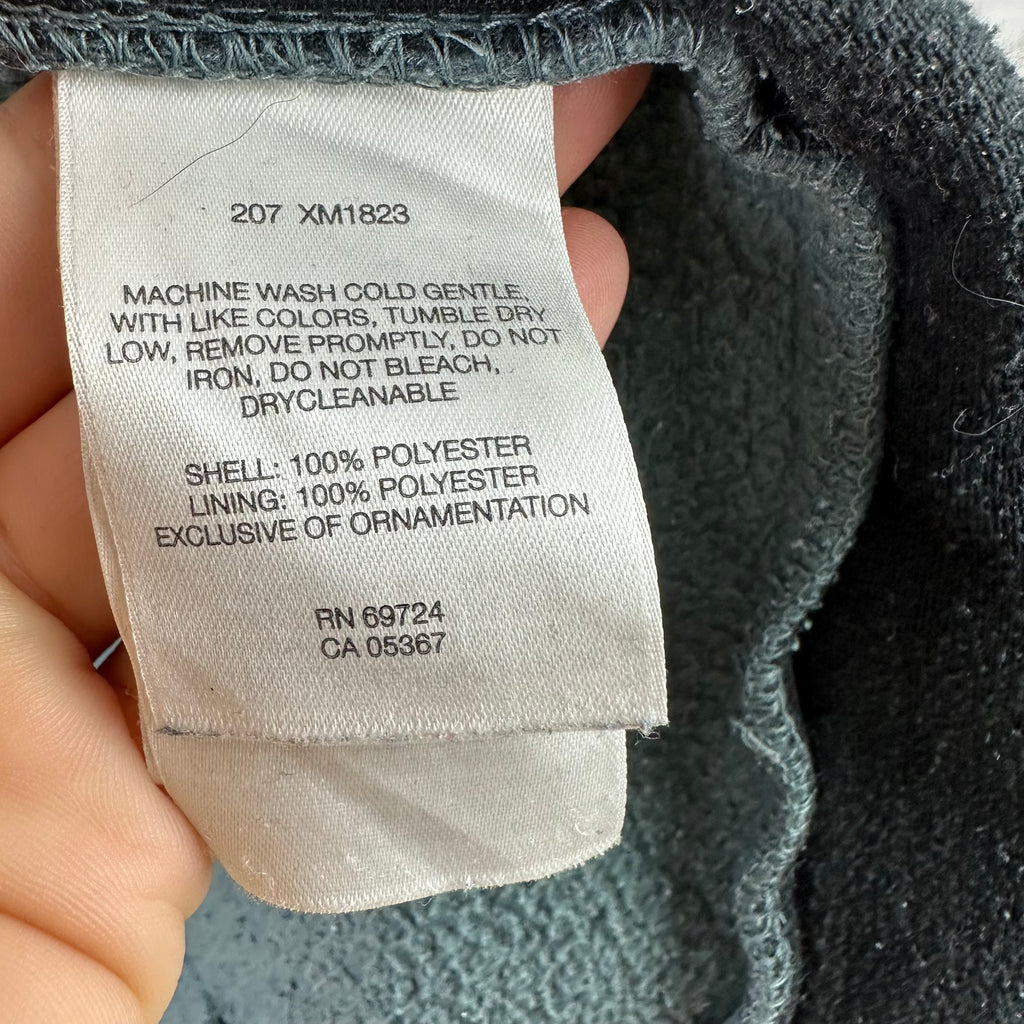 207 XM1823
MACHINE WASH COLD GENTLE,
WITH LIKE COLORS, TUMBLE DRY
LOW, REMOVE PROMPTLY, DO NOT
IRON, DO NOT BLEACH,
DRYCLEANABLE
SHELL: 100% POLYESTER
LINING: 100% POLYESTER
EXCLUSIVE OF ORNAMENTATION
RN 69724
CA 05367